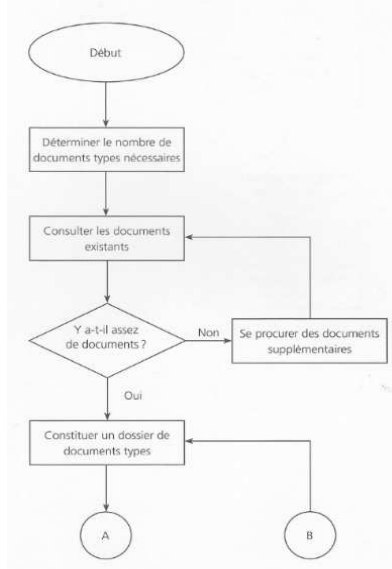 Début
Déterminer le nombre de
documents types nécessaires
Consulter les documents
existants
Y a-t-il assez
de documents ?
Non
Se procurer des documents
supplémentaires
Oui
Constituer un dossier de
documents types
A
B